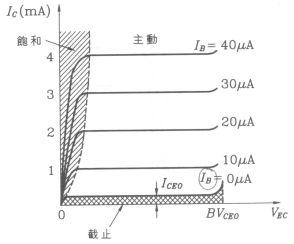 I_C(mA)
飽和
主動
I_B = 40μA
4
30μA
3
20μA
2
10μA
1
I_CEO
I_B = 0μA
0
BV_CEO
V_EC
截止